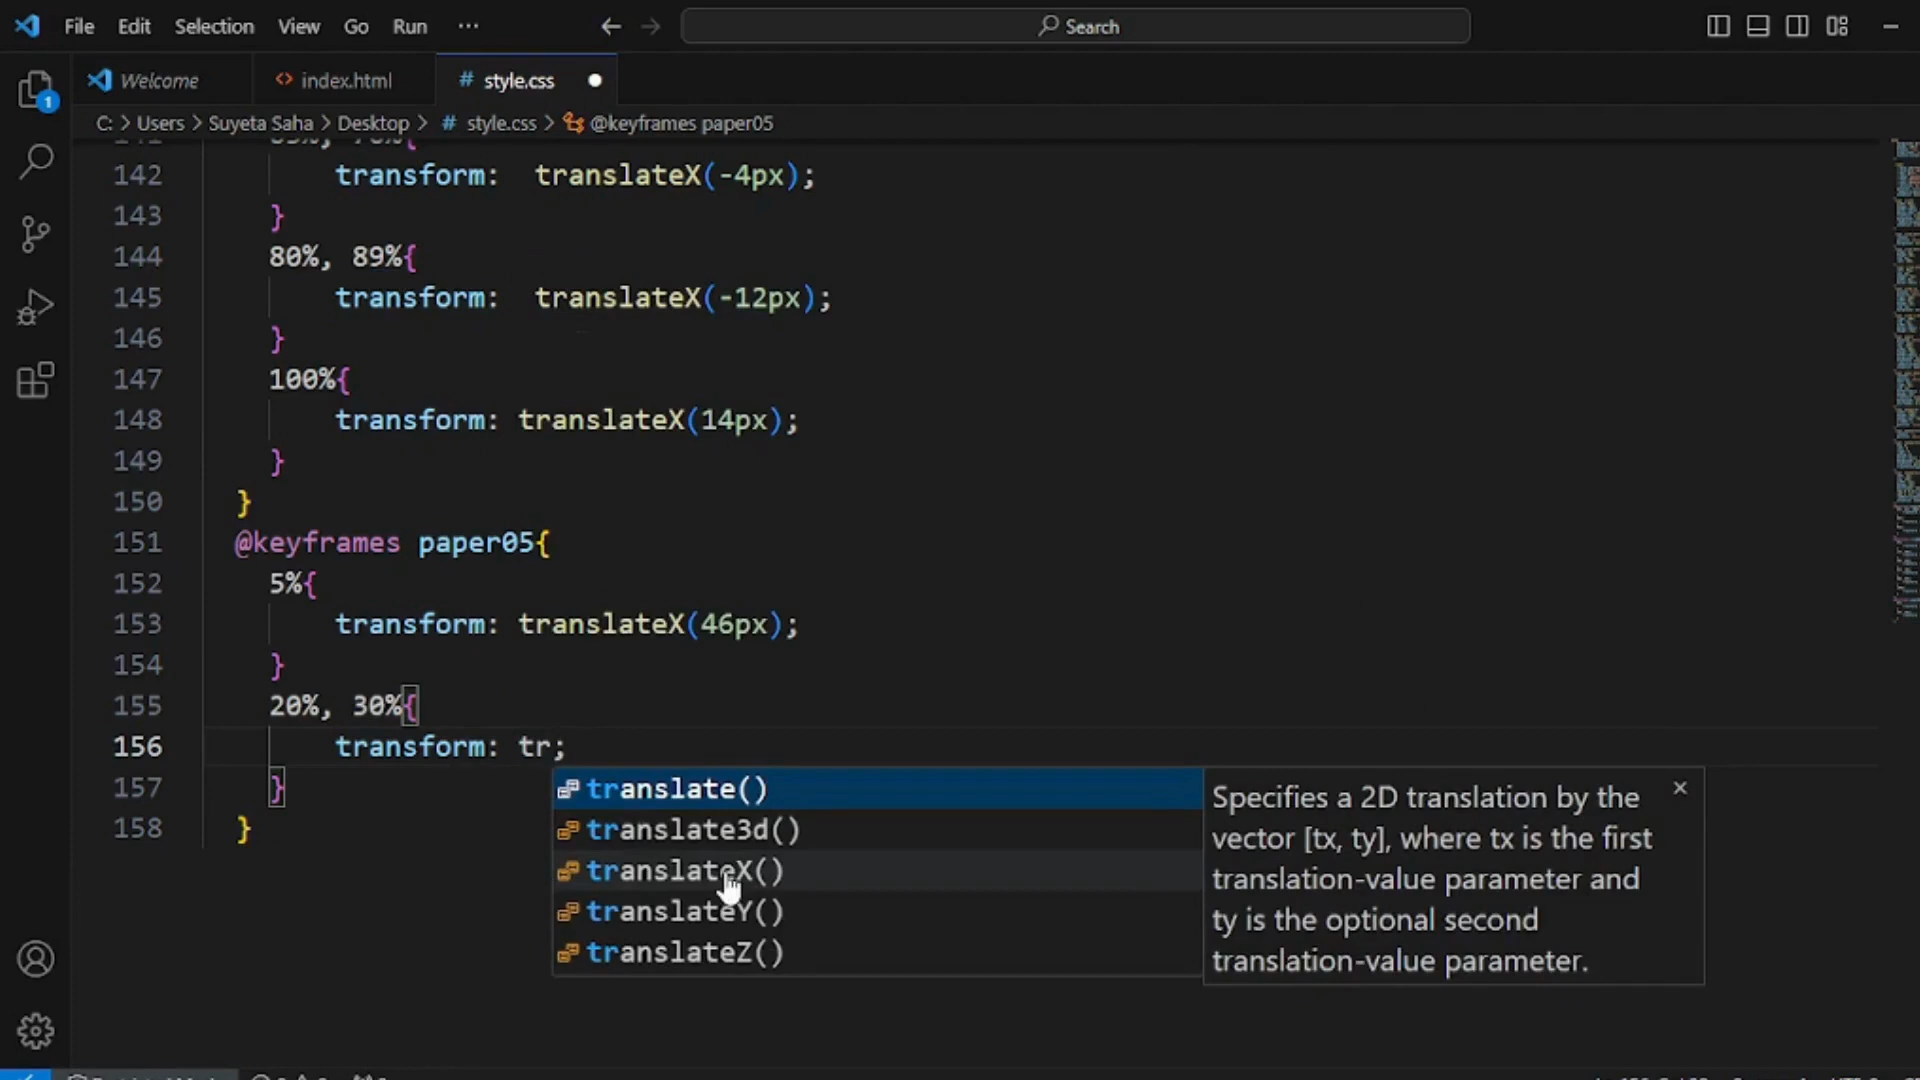 File Edit Selection View Go Run ··· Search
Welcome index.html style.css
C: > Users > Suyeta Saha > Desktop > # style.css > @keyframes paper05
142 transform:  translateX(-4px);
143 }
144 80%, 89%{
145 transform:  translateX(-12px);
146 }
147 100%{
148 transform: translateX(14px);
149 }
150 }
151 @keyframes paper05{
152 5%{
153 transform: translateX(46px);
154 }
155 20%, 30%{
156 transform: tr;
157 }
158 }
translate()
translate3d()
translateX()
translateY()
translateZ()
Specifies a 2D translation by the
vector [tx, ty], where tx is the first
translation-value parameter and
ty is the optional second
translation-value parameter.
1